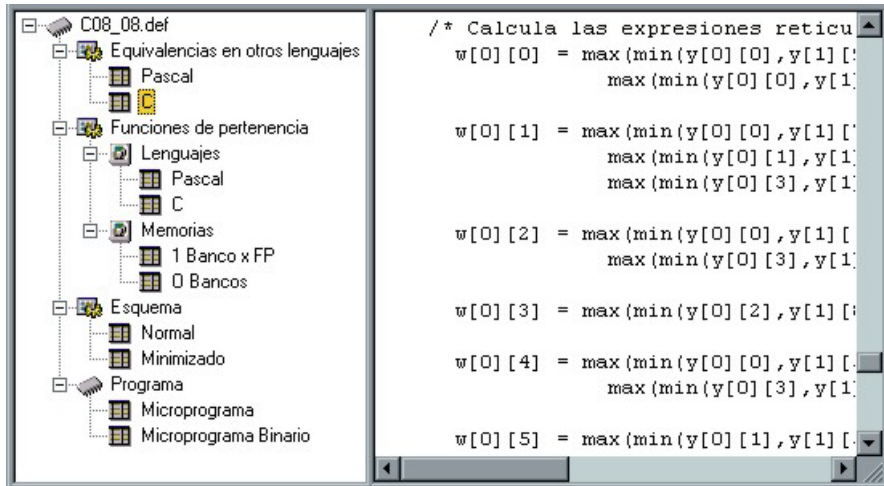 C08_08.def
Equivalencias en otros lenguajes
Pascal
C
Funciones de pertenencia
Lenguajes
Pascal
C
Memorias
1 Banco x FP
0 Bancos
Esquema
Normal
Minimizado
Programa
Microprograma
Microprograma Binario
/* Calcula las expresiones reticu
w[0][0] = max(min(y[0][0],y[1][
max(min(y[0][0],y[1]
w[0][1] = max(min(y[0][0],y[1][
max(min(y[0][1],y[1]
max(min(y[0][3],y[1]
w[0][2] = max(min(y[0][0],y[1][
max(min(y[0][3],y[1]
w[0][3] = max(min(y[0][2],y[1][
w[0][4] = max(min(y[0][0],y[1][
max(min(y[0][3],y[1]
w[0][5] = max(min(y[0][1],y[1][